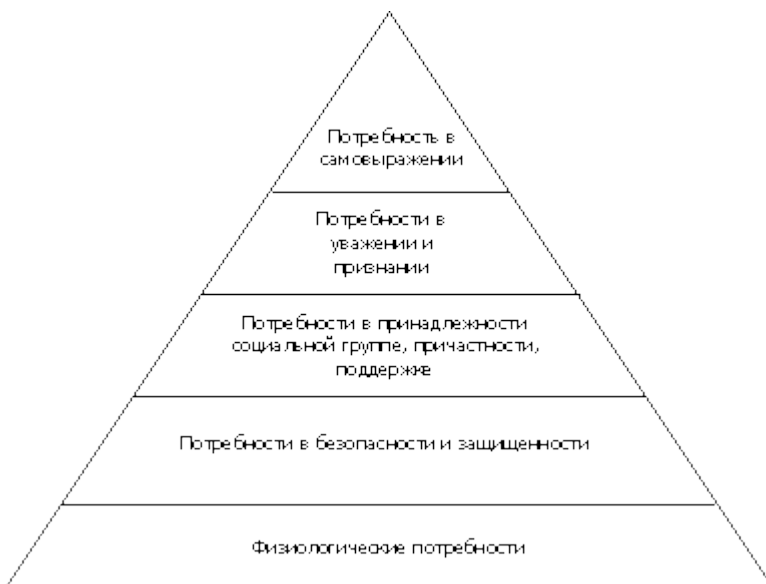 Потребность в
самовыражении
Потребности в
уважении и
признании
Потребности в принадлежности
социальной группе, причастности,
поддержке
Потребности в безопасности и защищенности
Физиологические потребности